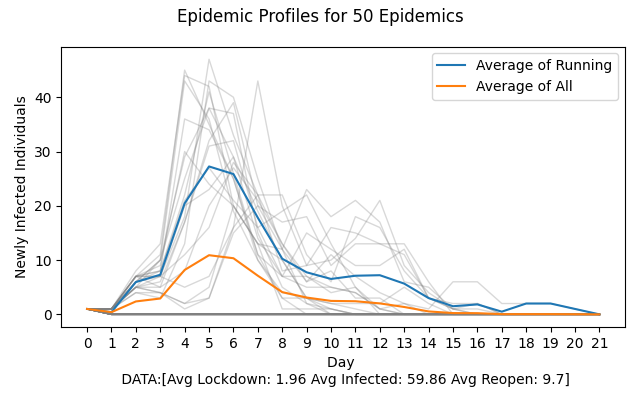 Epidemic Profiles for 50 Epidemics
Average of Running
Average of All
Newly Infected Individuals
40
30
20
10
0
0 1 2 3 4 5 6 7 8 9 10 11 12 13 14 15 16 17 18 19 20 21
Day
DATA:[Avg Lockdown: 1.96 Avg Infected: 59.86 Avg Reopen: 9.7]